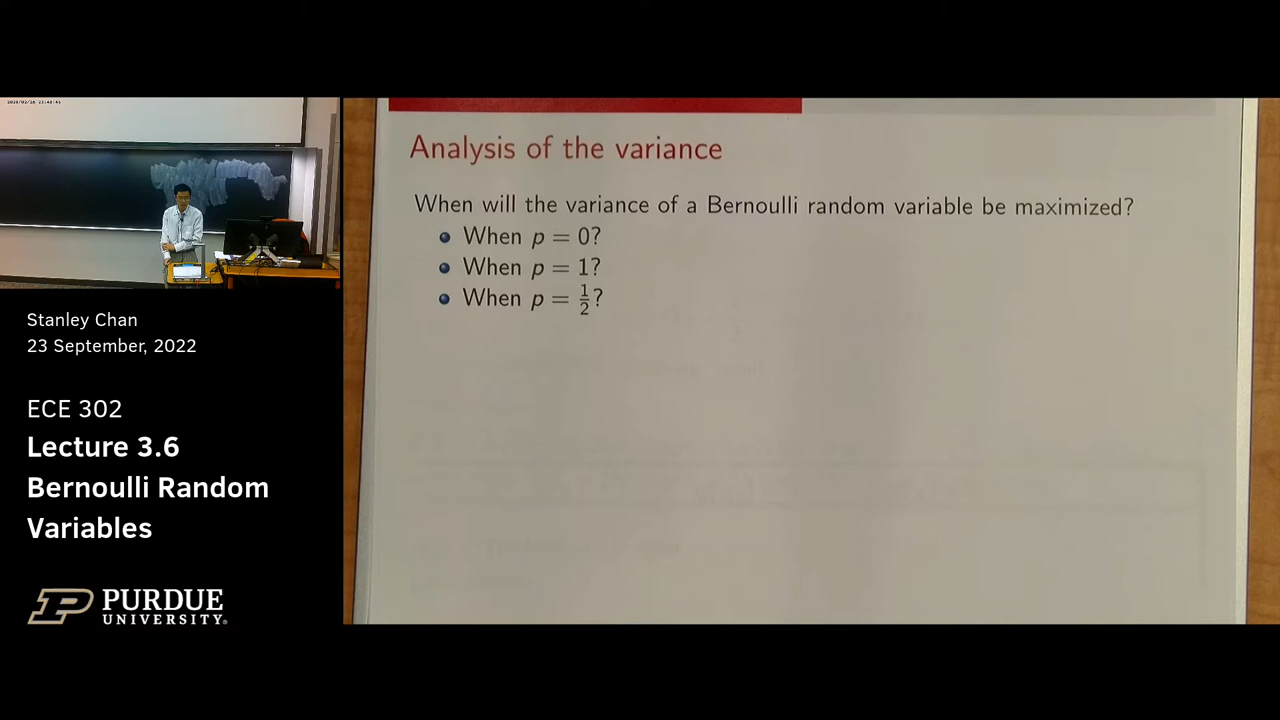 Analysis of the variance
When will the variance of a Bernoulli random variable be maximized?
When p = 0?
When p = 1?
When p = 1/2?
Stanley Chan
23 September, 2022
ECE 302
Lecture 3.6
Bernoulli Random
Variables
PURDUE
UNIVERSITY